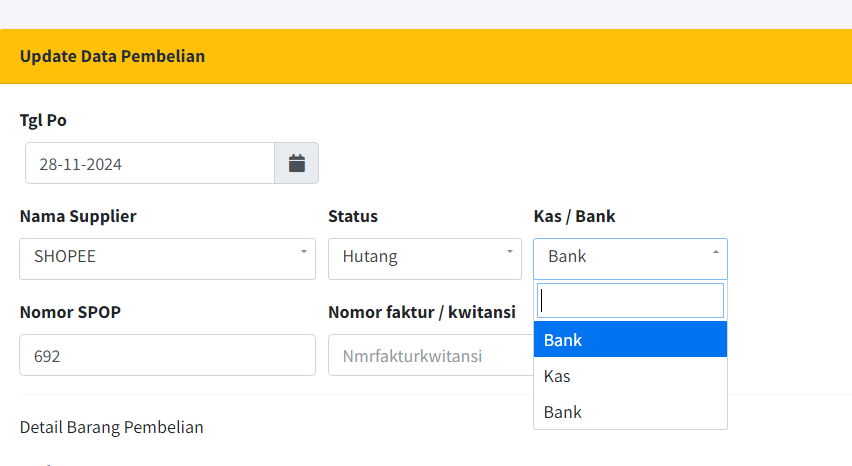 Update Data Pembelian
Tgl Po
28-11-2024
Nama Supplier
Status
Kas / Bank
SHOPEE
Hutang
Bank
Nomor SPOP
Nomor faktur / kwitansi
692
Nmrfakturkwitansi
Bank
Kas
Bank
Detail Barang Pembelian